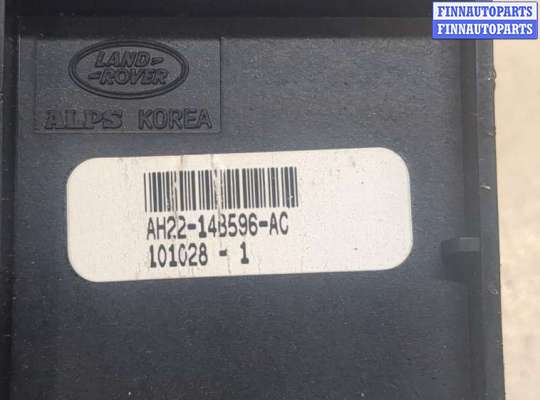 FINNAUTOPARTS
FINNAUTOPARTS
LAND-
-ROVER
ALPS KOREA
AH22-14B596-AC
101028 - 1